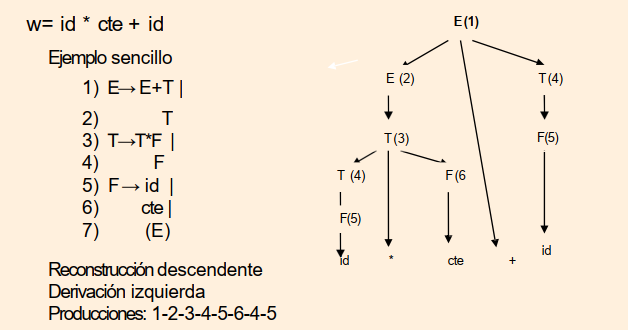 w= id * cte + id
Ejemplo sencillo
1) E→E+T |
2) T
3) T→T*F |
4) F
5) F→ id |
6) cte |
7) (E)
Reconstrucción descendente
Derivación izquierda
Producciones: 1-2-3-4-5-6-4-5
E(1)
E (2) T(4)
T(3) F(5)
T (4) F(6
F(5)
id * cte + id